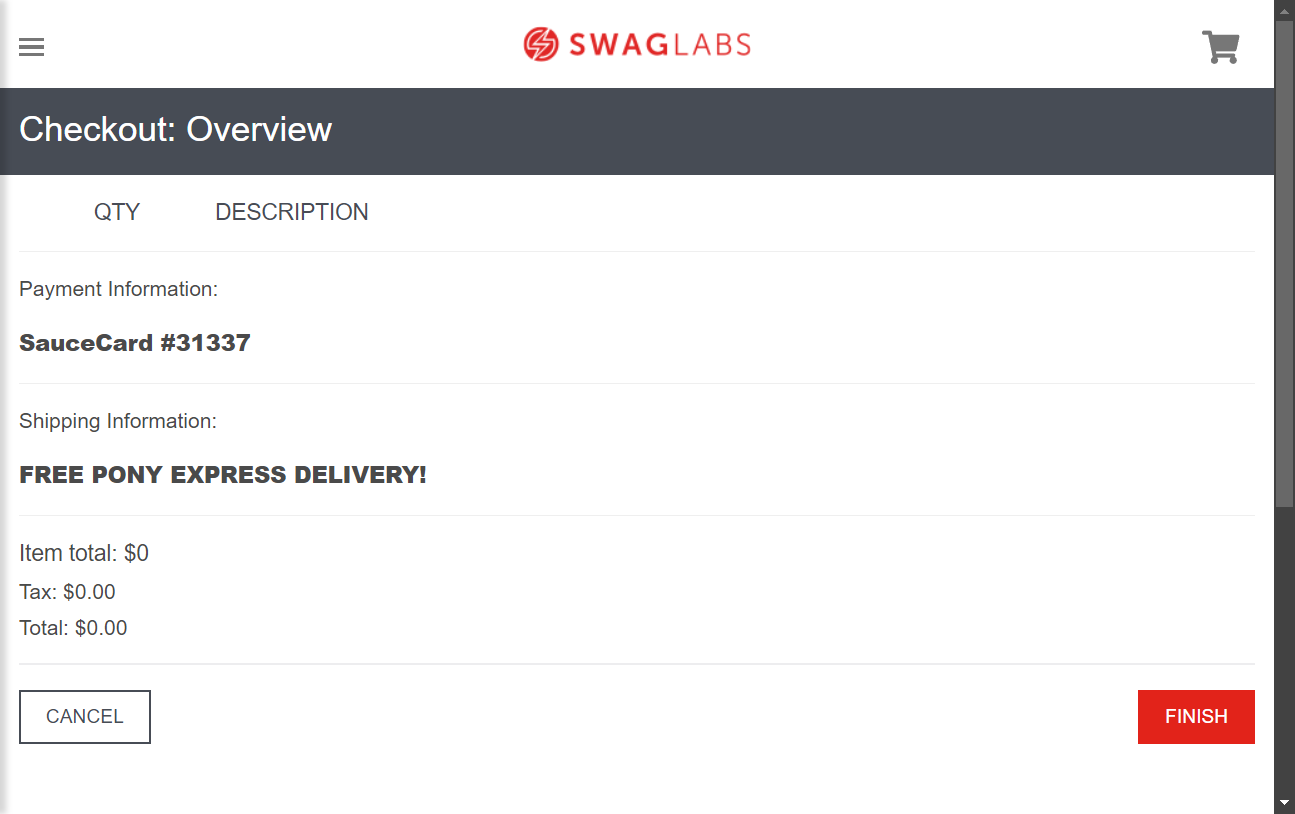 SWAGLABS
Checkout: Overview
QTY DESCRIPTION
Payment Information:
SauceCard #31337
Shipping Information:
FREE PONY EXPRESS DELIVERY!
Item total: $0
Tax: $0.00
Total: $0.00
CANCEL FINISH